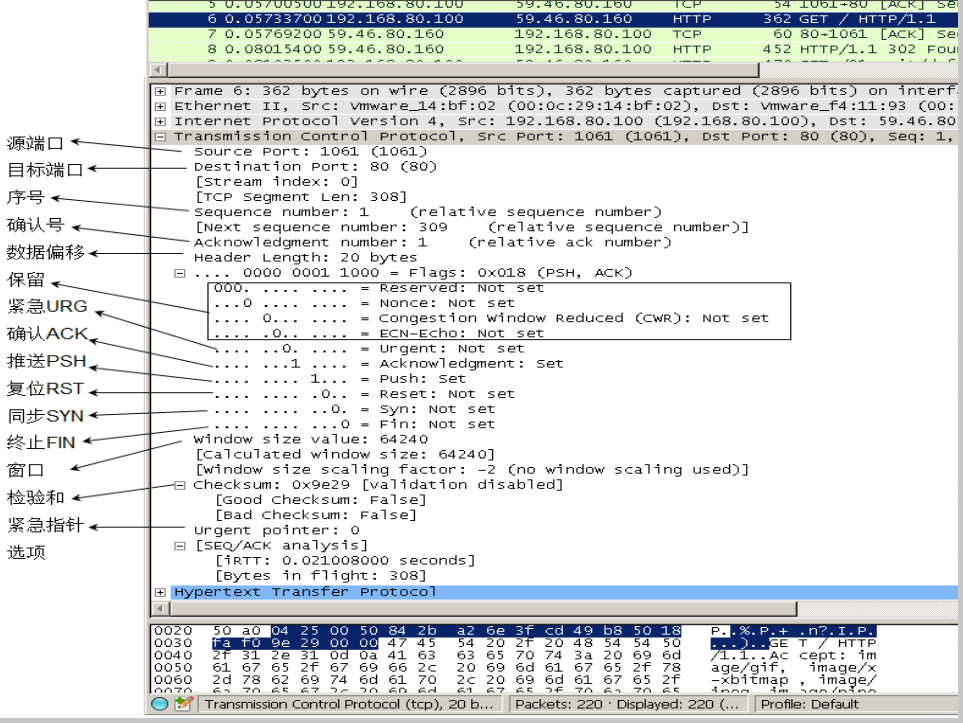 5 0.05700500 192.168.80.100 59.46.80.160 TCP 54 1061→80 [ACK] Se
6 0.05733700 192.168.80.100 59.46.80.160 HTTP 362 GET / HTTP/1.1
7 0.05769200 59.46.80.160 192.168.80.100 TCP 60 80→1061 [ACK] Se
8 0.08015400 59.46.80.160 192.168.80.100 HTTP 452 HTTP/1.1 302 Fou
Frame 6: 362 bytes on wire (2896 bits), 362 bytes captured (2896 bits) on interf
Ethernet II, Src: Vmware_14:bf:02 (00:0c:29:14:bf:02), Dst: Vmware_f4:11:93 (00:
Internet Protocol Version 4, Src: 192.168.80.100 (192.168.80.100), Dst: 59.46.80
Transmission Control Protocol, Src Port: 1061 (1061), Dst Port: 80 (80), Seq: 1,
源端口
Source Port: 1061 (1061)
目标端口
Destination Port: 80 (80)
[Stream index: 0]
[TCP Segment Len: 308]
序号
Sequence number: 1 (relative sequence number)
[Next sequence number: 309 (relative sequence number)]
确认号
Acknowledgment number: 1 (relative ack number)
数据偏移
Header Length: 20 bytes
.... 0000 0001 1000 = Flags: 0x018 (PSH, ACK)
保留
000. .... .... = Reserved: Not set
...0 .... .... = Nonce: Not set
.... 0... .... = Congestion Window Reduced (CWR): Not set
.... .0.. .... = ECN-Echo: Not set
紧急URG
.... ..0. .... = Urgent: Not set
确认ACK
.... ...1 .... = Acknowledgment: Set
推送PSH
.... .... 1... = Push: Set
复位RST
.... .... .0.. = Reset: Not set
同步SYN
.... .... ..0. = Syn: Not set
终止FIN
.... .... ...0 = Fin: Not set
窗口
Window size value: 64240
[Calculated window size: 64240]
[Window size scaling factor: -2 (no window scaling used)]
检验和
Checksum: 0x9e29 [validation disabled]
[Good Checksum: False]
[Bad Checksum: False]
紧急指针
Urgent pointer: 0
选项
[SEQ/ACK analysis]
[iRTT: 0.021008000 seconds]
[Bytes in flight: 308]
Hypertext Transfer Protocol
0020 50 a0 04 25 00 50 84 2b a2 6e 3f cd 49 b8 50 18 P..%.P.+ .n?.I.P.
0030 fa f0 9e 29 00 00 47 45 54 20 2f 20 48 54 54 50 ...)..GE T / HTTP
0040 2f 31 2e 31 0d 0a 41 63 63 65 70 74 3a 20 69 6d /1.1..Ac cept: im
0050 61 67 65 2f 67 69 66 2c 20 69 6d 61 67 65 2f 78 age/gif, image/x
0060 2d 78 62 69 74 6d 61 70 2c 20 69 6d 61 67 65 2f -xbitmap , image/
Transmission Control Protocol (tcp), 20 b... Packets: 220 · Displayed: 220 (... Profile: Default